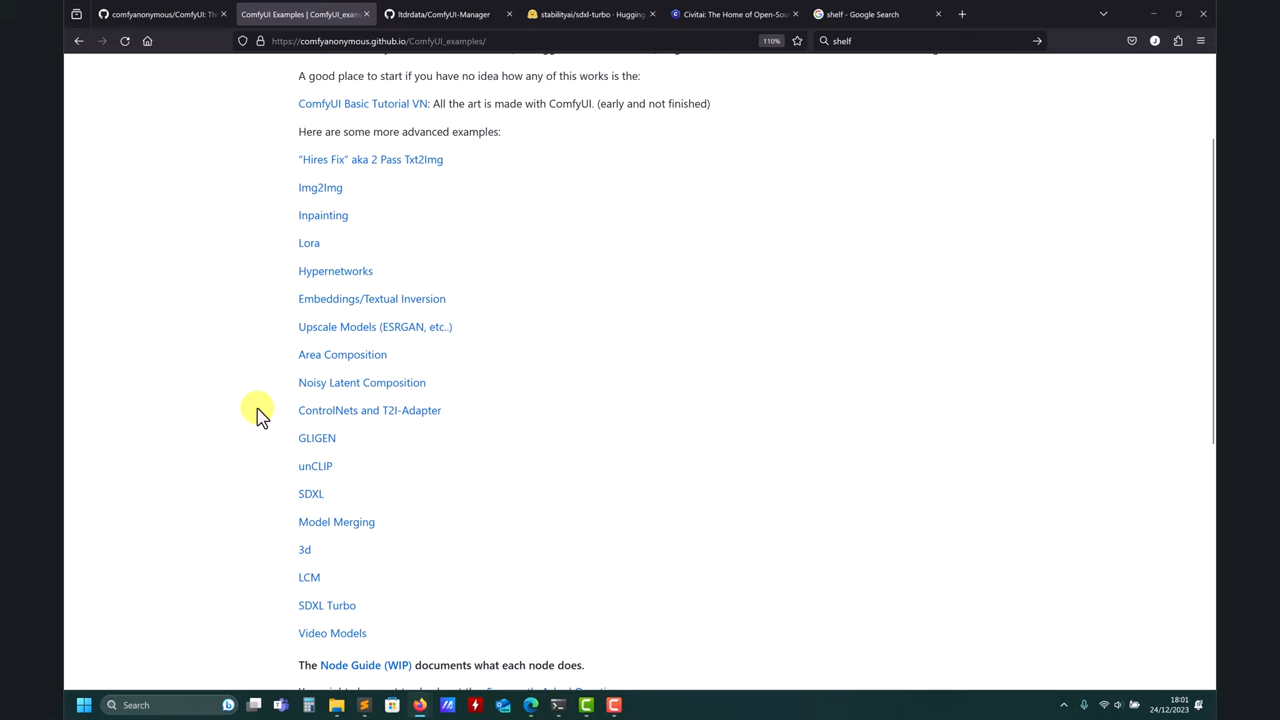 comfyanonymous/ComfyUI: The
ComfyUI Examples | ComfyUI_exam
ltdrdata/ComfyUI-Manager
stabilityai/sdxl-turbo · Hugging
Civitai: The Home of Open-Sou
shelf - Google Search
https://comfyanonymous.github.io/ComfyUI_examples/
110%
shelf
A good place to start if you have no idea how any of this works is the:
ComfyUI Basic Tutorial VN: All the art is made with ComfyUI. (early and not finished)
Here are some more advanced examples:
"Hires Fix" aka 2 Pass Txt2Img
Img2Img
Inpainting
Lora
Hypernetworks
Embeddings/Textual Inversion
Upscale Models (ESRGAN, etc..)
Area Composition
Noisy Latent Composition
ControlNets and T2I-Adapter
GLIGEN
unCLIP
SDXL
Model Merging
3d
LCM
SDXL Turbo
Video Models
The Node Guide (WIP) documents what each node does.
Search
18:01
24/12/2023